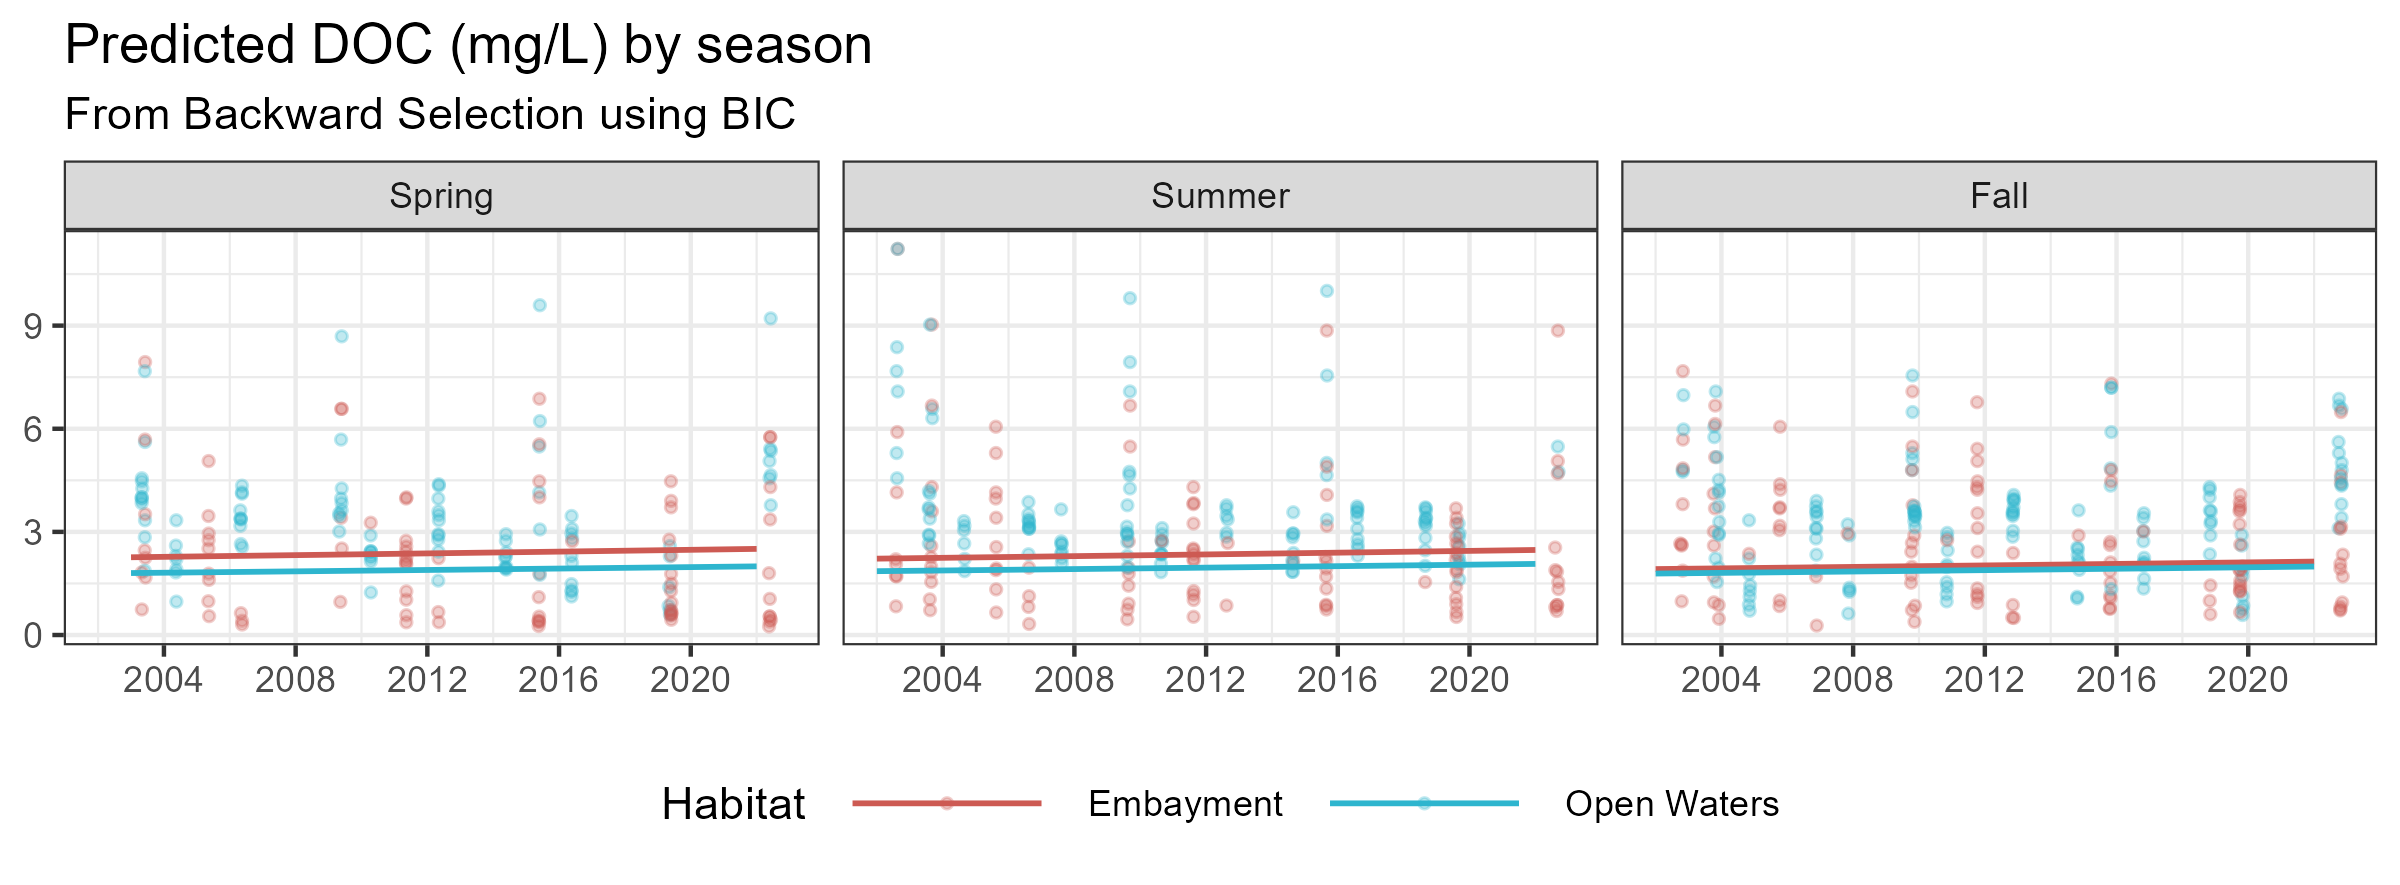 Predicted DOC (mg/L) by season
From Backward Selection using BIC
Spring Summer Fall
9
6
3
0
2004 2008 2012 2016 2020 2004 2008 2012 2016 2020 2004 2008 2012 2016 2020
Habitat Embayment Open Waters